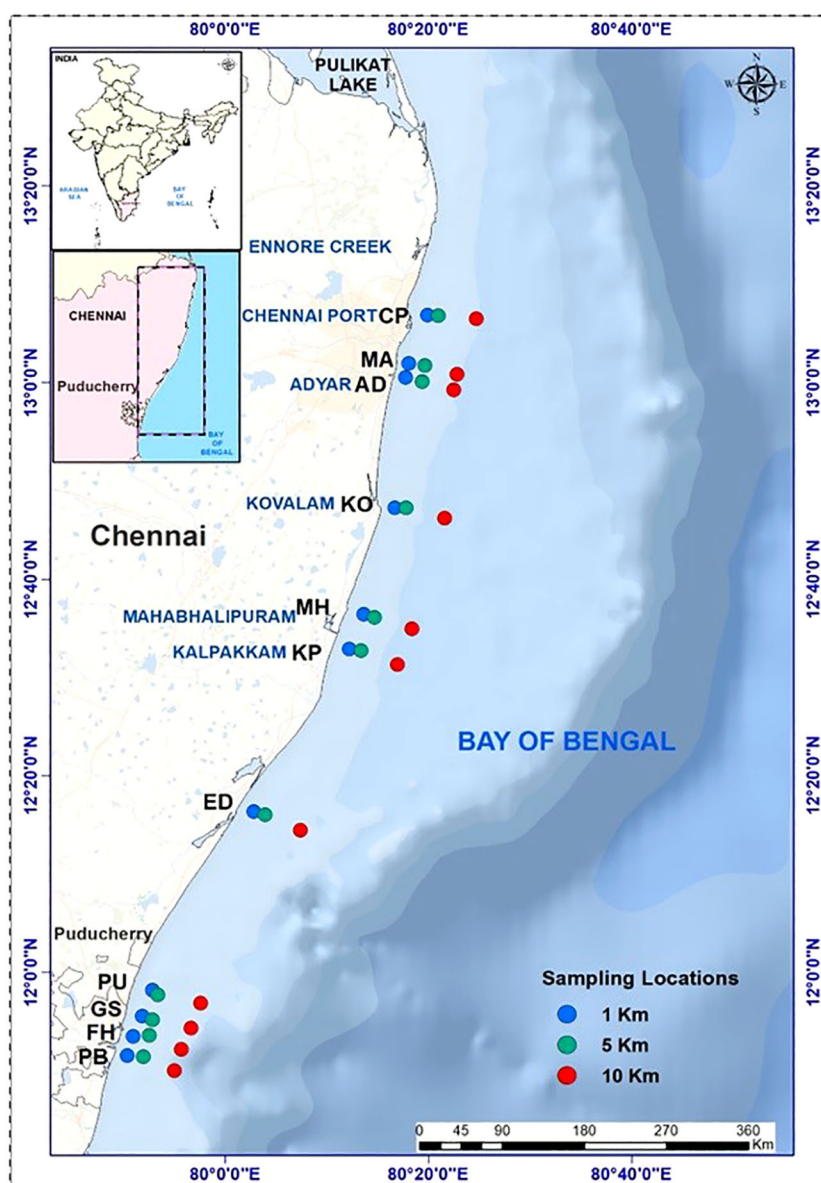 80°0'0"E 80°20'0"E 80°40'0"E
INDIA
N
W E
S
ARABIAN
SEA
BAY
OF
BENGAL
PULIKAT
LAKE
13°20'0"N
13°20'0"N
ENNORE CREEK
CHENNAI
Puducherry
BAY
OF
BENGAL
CHENNAI PORT CP
MA
ADYAR AD
13°0'0"N
13°0'0"N
KOVALAM KO
Chennai
12°40'0"N
12°40'0"N
MAHABHALIPURAM MH
KALPAKKAM KP
BAY OF BENGAL
12°20'0"N
12°20'0"N
ED
Puducherry
12°0'0"N
12°0'0"N
PU
GS
FH
PB
Sampling Locations
1 Km
5 Km
10 Km
0 45 90 180 270 360
Km
80°0'0"E 80°20'0"E 80°40'0"E